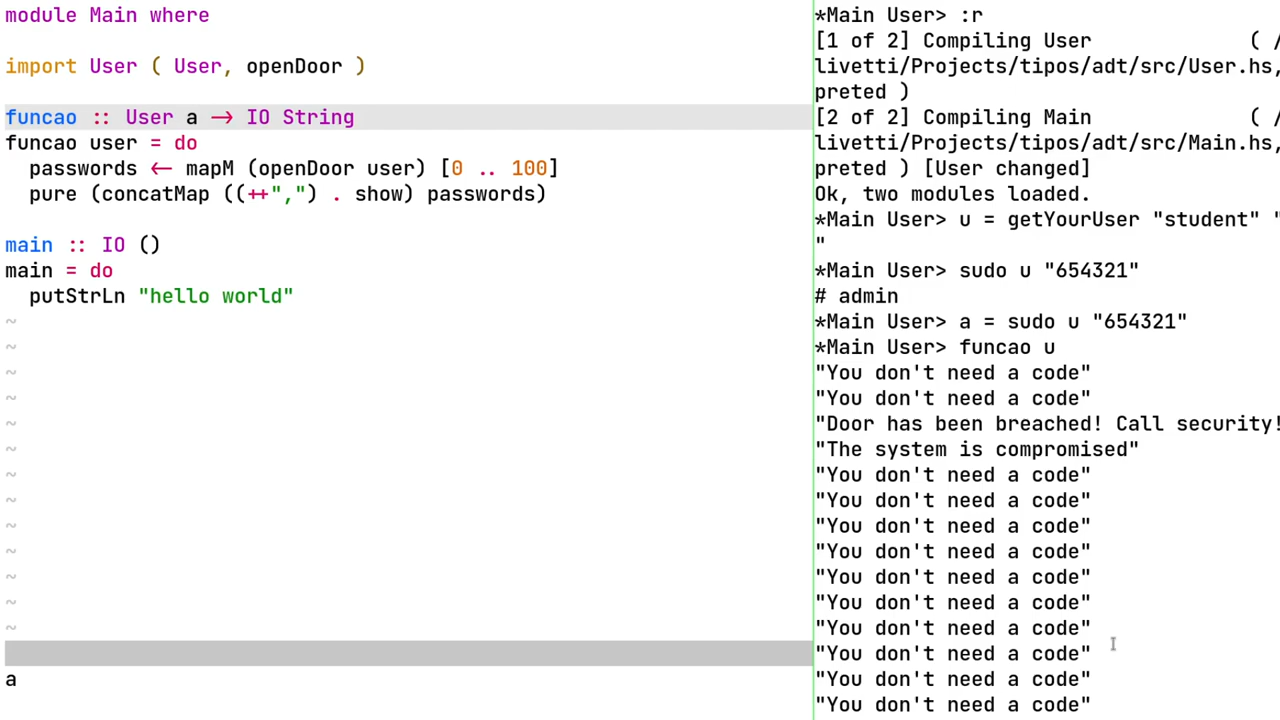 module Main where
import User ( User, openDoor )
funcao :: User a → IO String
funcao user = do
passwords ← mapM (openDoor user) [0 .. 100]
pure (concatMap ((++",") . show) passwords)
main :: IO ()
main = do
putStrLn "hello world"
~
~
~
~
~
~
~
~
~
~
~
~
~
a
*Main User> :r
[1 of 2] Compiling User ( /
livetti/Projects/tipos/adt/src/User.hs,
preted )
[2 of 2] Compiling Main ( /
livetti/Projects/tipos/adt/src/Main.hs,
preted ) [User changed]
Ok, two modules loaded.
*Main User> u = getYourUser "student" "
"
*Main User> sudo u "654321"
# admin
*Main User> a = sudo u "654321"
*Main User> funcao u
"You don't need a code"
"You don't need a code"
"Door has been breached! Call security!
"The system is compromised"
"You don't need a code"
"You don't need a code"
"You don't need a code"
"You don't need a code"
"You don't need a code"
"You don't need a code"
"You don't need a code"
"You don't need a code"
"You don't need a code"
"You don't need a code"